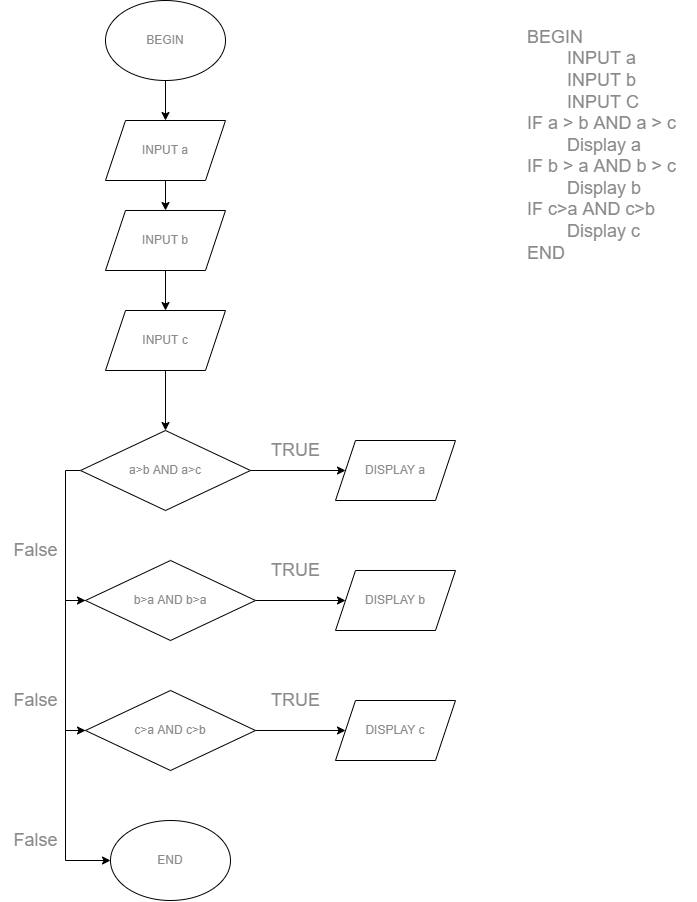 BEGIN
INPUT a
INPUT b
INPUT c
a>b AND a>c
TRUE
DISPLAY a
False
b>a AND b>a
TRUE
DISPLAY b
False
c>a AND c>b
TRUE
DISPLAY c
False
END
BEGIN
INPUT a
INPUT b
INPUT C
IF a > b AND a > c
Display a
IF b > a AND b > c
Display b
IF c>a AND c>b
Display c
END